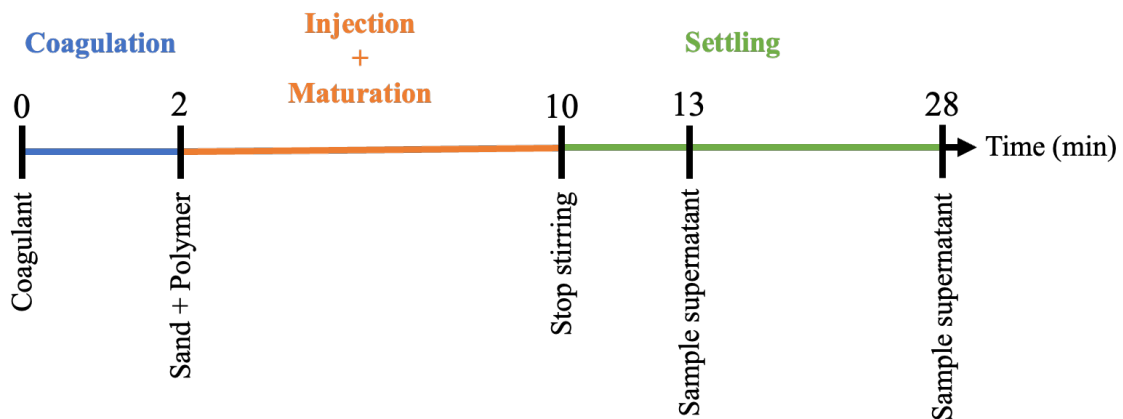 Coagulation
Injection
+
Maturation
Settling
0
2
10
13
28
Time (min)
Coagulant
Sand + Polymer
Stop stirring
Sample supernatant
Sample supernatant